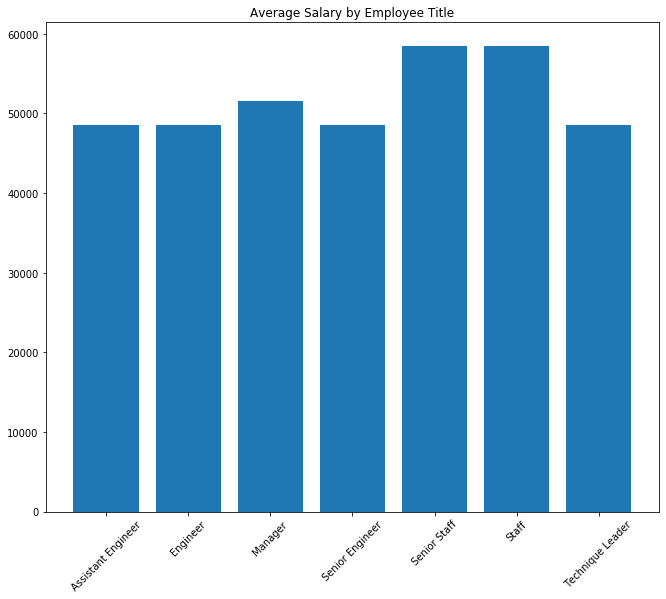 Average Salary by Employee Title
60000
50000
40000
30000
20000
10000
0
Assistant Engineer
Engineer
Manager
Senior Engineer
Senior Staff
Staff
Technique Leader